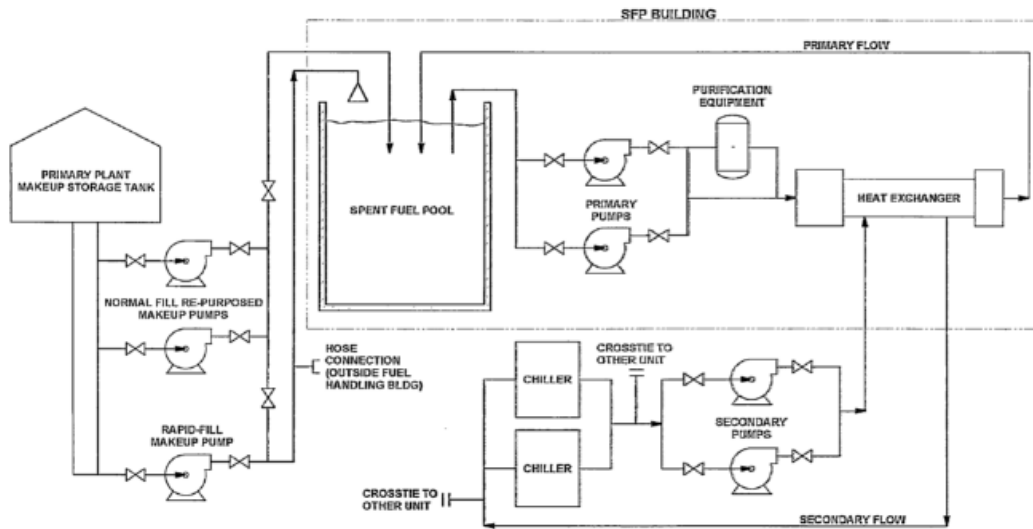 SFP BUILDING
PRIMARY FLOW
PURIFICATION
EQUIPMENT
PRIMARY PLANT
MAKEUP STORAGE TANK
SPENT FUEL POOL
PRIMARY
PUMPS
HEAT EXCHANGER
NORMAL FILL RE-PURPOSED
MAKEUP PUMPS
HOSE
CONNECTION
(OUTSIDE FUEL
HANDLING BLDG)
CROSSTIE TO
OTHER UNIT
CHILLER
SECONDARY
PUMPS
RAPID-FILL
MAKEUP PUMP
CHILLER
CROSSTIE TO
OTHER UNIT
SECONDARY FLOW